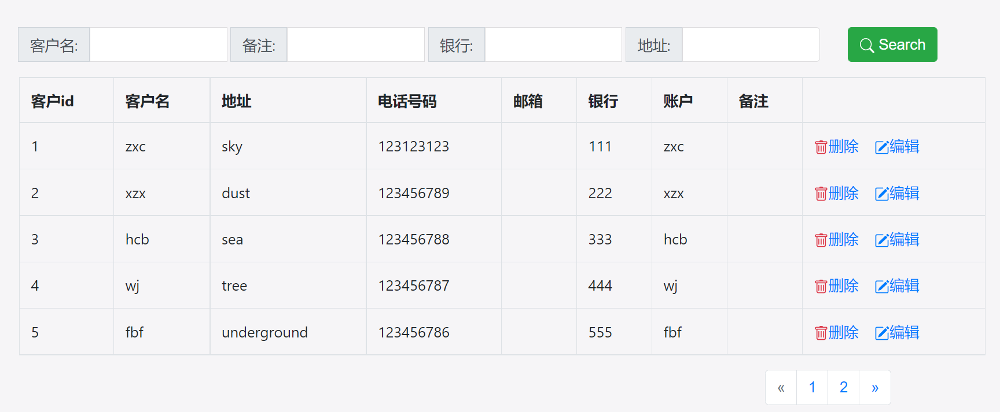 客户名: 备注: 银行: 地址: Search
客户id 客户名 地址 电话号码 邮箱 银行 账户 备注
1 zxc sky 123123123 111 zxc 删除 编辑
2 xzx dust 123456789 222 xzx 删除 编辑
3 hcb sea 123456788 333 hcb 删除 编辑
4 wj tree 123456787 444 wj 删除 编辑
5 fbf underground 123456786 555 fbf 删除 编辑
« 1 2 »